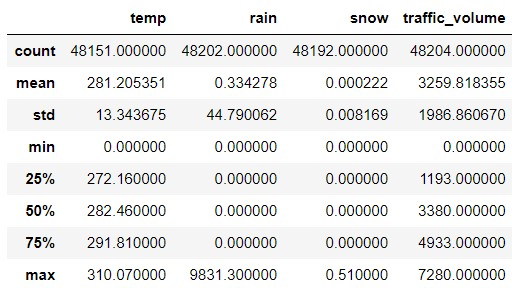 temp rain snow traffic_volume
count 48151.000000 48202.000000 48192.000000 48204.000000
mean 281.205351 0.334278 0.000222 3259.818355
std 13.343675 44.790062 0.008169 1986.860670
min 0.000000 0.000000 0.000000 0.000000
25% 272.160000 0.000000 0.000000 1193.000000
50% 282.460000 0.000000 0.000000 3380.000000
75% 291.810000 0.000000 0.000000 4933.000000
max 310.070000 9831.300000 0.510000 7280.000000